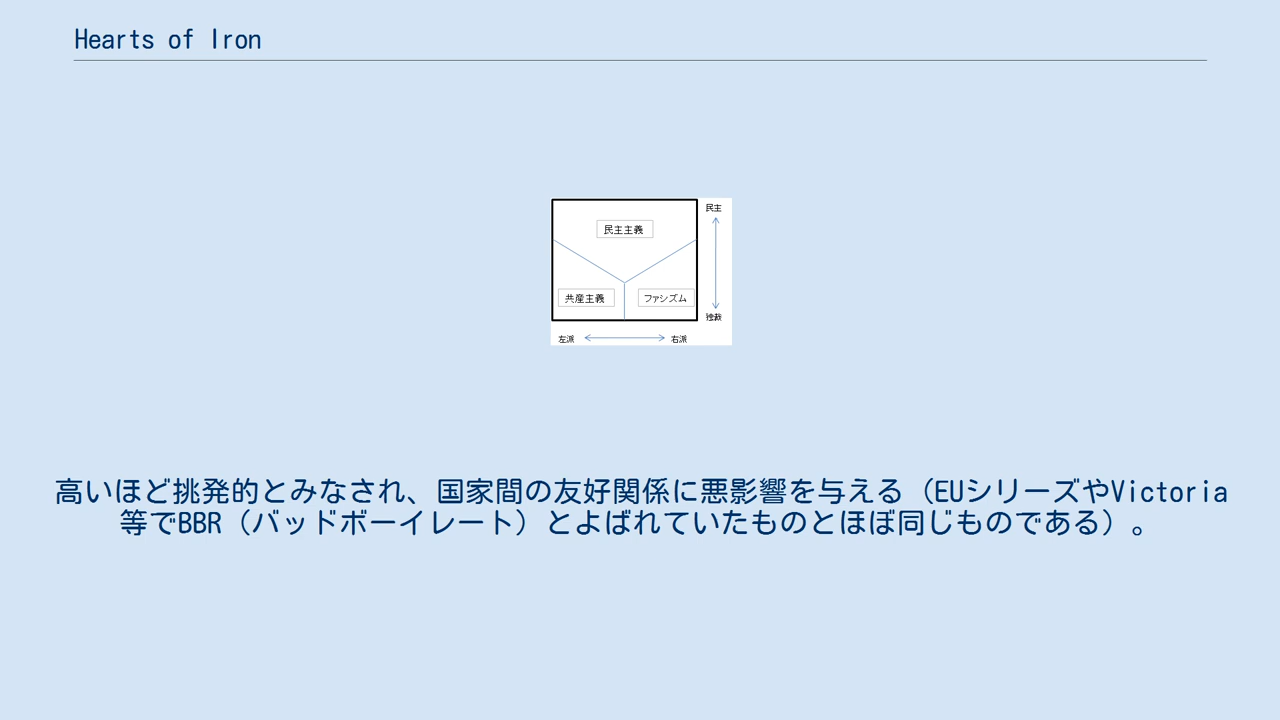 Hearts of Iron
民主主義
民主
共産主義
ファシズム
独裁
左派
右派
高いほど挑発的とみなされ、国家間の友好関係に悪影響を与える（EUシリーズやVictoria
等でBBR（バッドボーイレート）とよばれていたものとほぼ同じものである）。